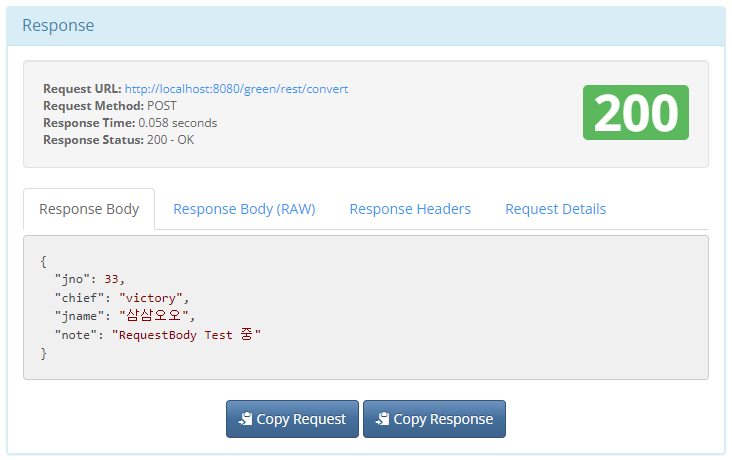 Response
Request URL: http://localhost:8080/green/rest/convert
Request Method: POST
Response Time: 0.058 seconds
Response Status: 200 - OK
200
Response Body Response Body (RAW) Response Headers Request Details
{
"jno": 33,
"chief": "victory",
"jname": "삼삼오오",
"note": "RequestBody Test 중"
}
Copy Request Copy Response